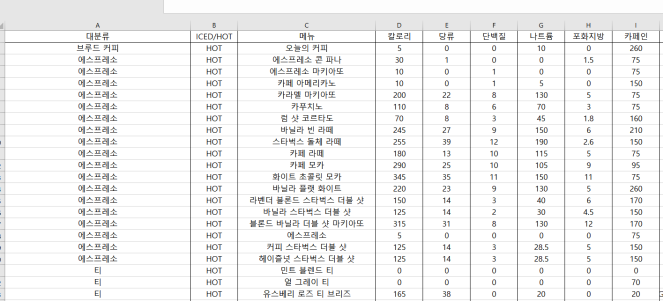 A B C D E F G H I
대분류 ICED/HOT 메뉴 칼로리 당류 단백질 나트륨 포화지방 카페인
브루드 커피 HOT 오늘의 커피 5 0 0 10 0 260
에스프레소 HOT 에스프레소 콘 파나 30 1 0 0 1.5 75
에스프레소 HOT 에스프레소 마키아또 10 0 1 5 0 75
에스프레소 HOT 카페 아메리카노 10 0 1 5 0 150
에스프레소 HOT 카라멜 마키아또 200 22 8 130 5 75
에스프레소 HOT 카푸치노 110 8 6 70 3 75
에스프레소 HOT 럼 샷 코르타도 70 8 3 45 1.8 160
에스프레소 HOT 바닐라 빈 라떼 245 27 9 150 6 210
에스프레소 HOT 스타벅스 돌체 라떼 255 39 12 190 2.6 150
에스프레소 HOT 카페 라떼 180 13 10 115 5 75
에스프레소 HOT 카페 모카 290 25 10 105 9 95
에스프레소 HOT 화이트 초콜릿 모카 345 35 11 150 11 75
에스프레소 HOT 바닐라 플랫 화이트 220 23 9 130 5 260
에스프레소 HOT 라벤더 블론드 스타벅스 더블 샷 150 14 3 40 6 170
에스프레소 HOT 바닐라 스타벅스 더블 샷 125 14 2 30 4.5 150
에스프레소 HOT 블론드 바닐라 더블 샷 마키아또 315 31 8 130 12 170
에스프레소 HOT 에스프레소 5 0 0 0 0 75
에스프레소 HOT 커피 스타벅스 더블 샷 125 14 3 28.5 5 150
에스프레소 HOT 헤이즐넛 스타벅스 더블 샷 125 14 3 28.5 5 150
티 HOT 민트 블렌드 티 0 0 0 0 0 0
티 HOT 얼 그레이 티 0 0 0 0 0 70
티 HOT 유스베리 로즈 티 브리즈 165 38 0 20 0 20